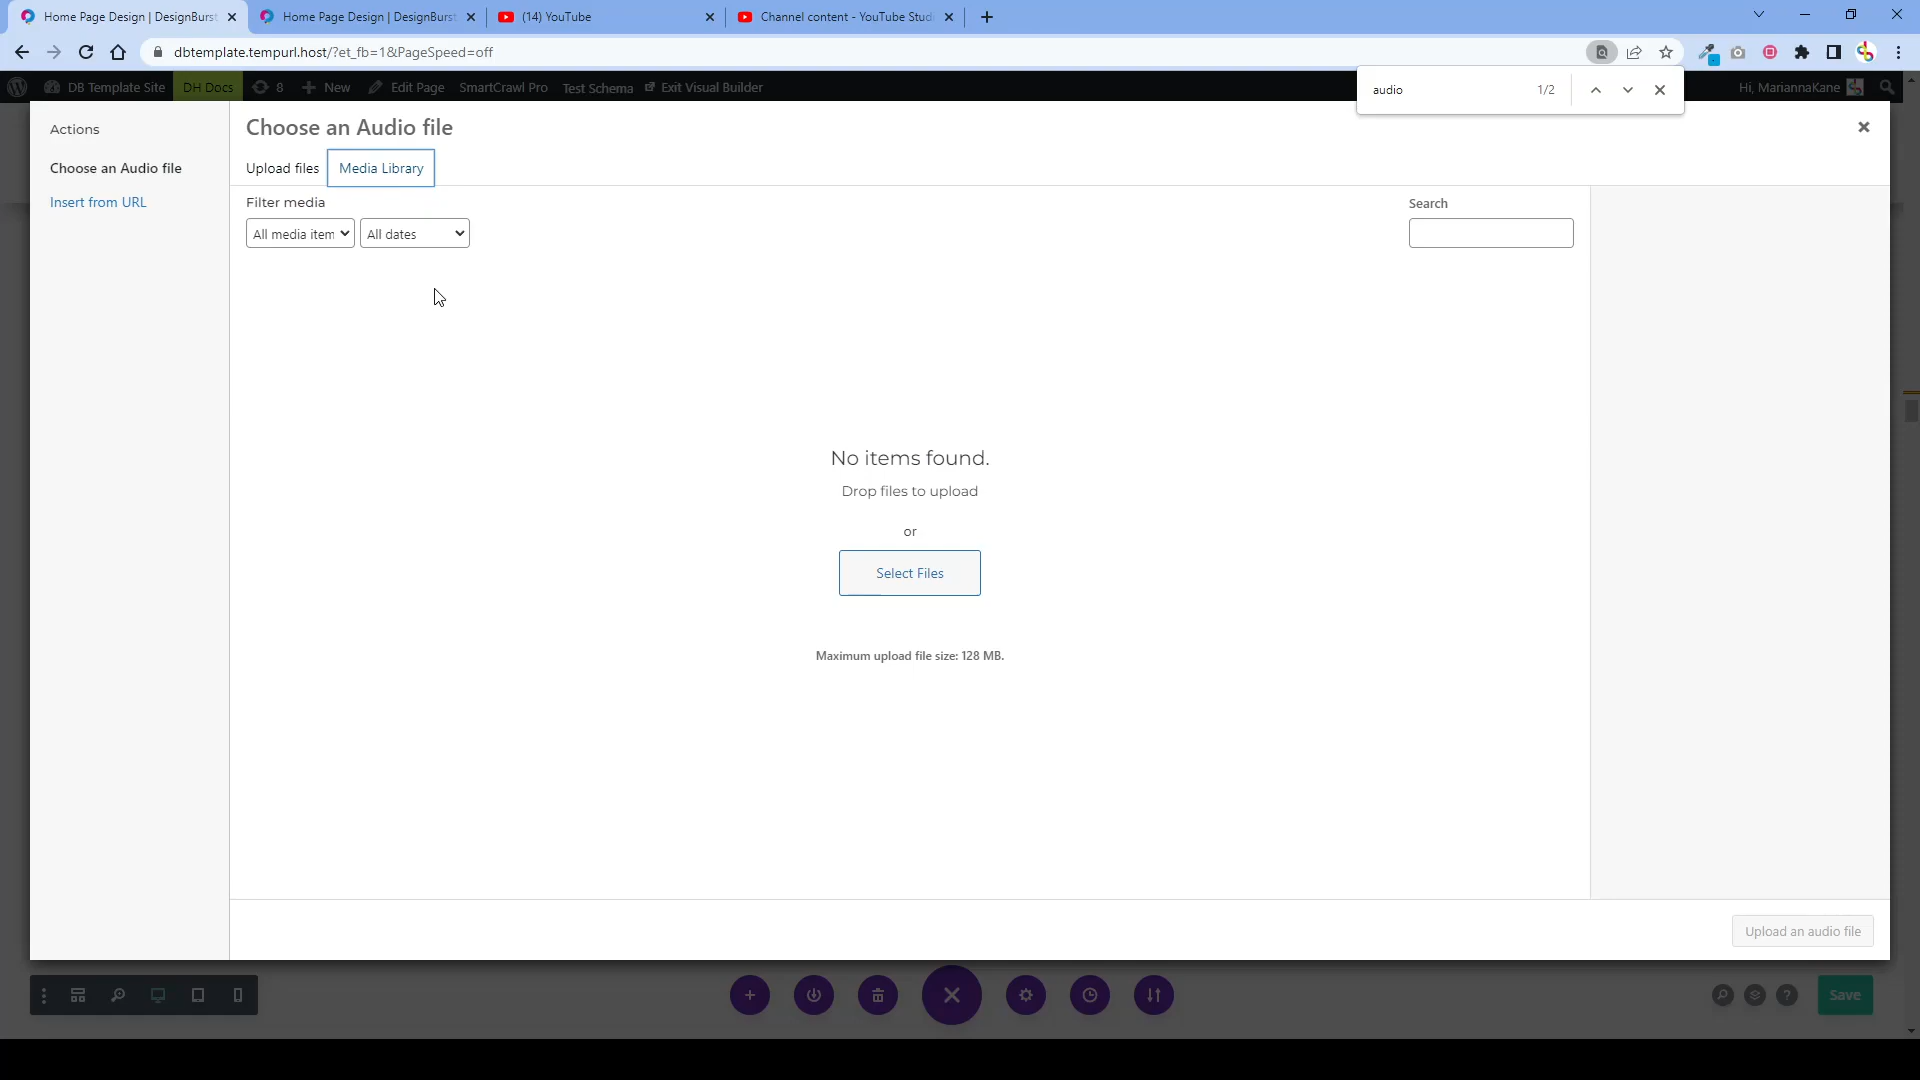 Home Page Design | DesignBurst
Home Page Design | DesignBurst
(14) YouTube
Channel content - YouTube Stud
dbtemplate.tempurl.host/?et_fb=1&PageSpeed=off
DB Template Site
DH Docs
8
New
Edit Page
SmartCrawl Pro
Test Schema
Exit Visual Builder
audio
1/2
Hi, MariannaKane
Actions
Choose an Audio file
Insert from URL
Choose an Audio file
Upload files
Media Library
Filter media
All media item
All dates
Search
No items found.
Drop files to upload
or
Select Files
Maximum upload file size: 128 MB.
Upload an audio file
Save